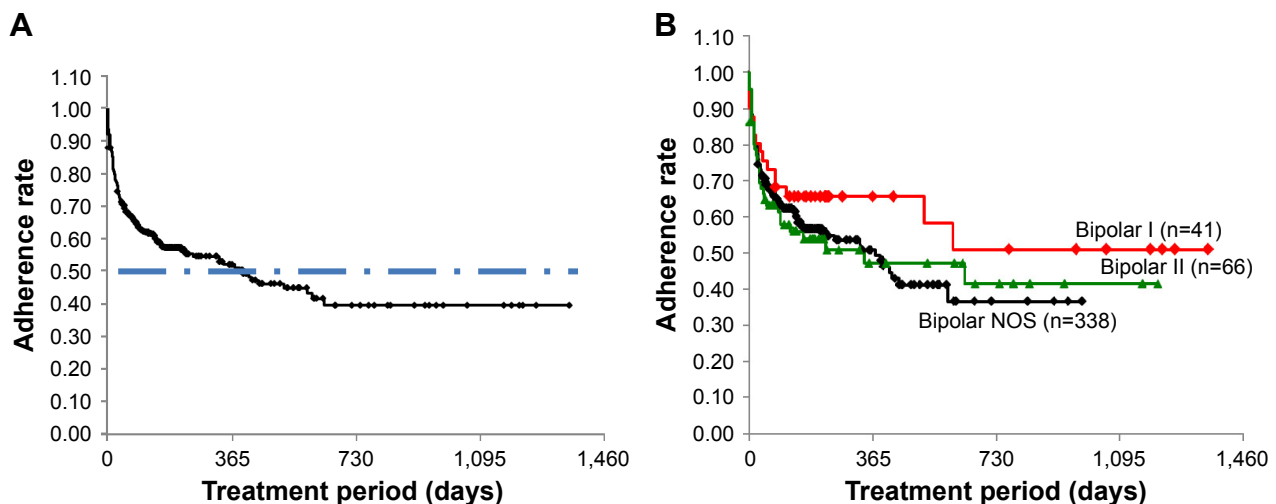 A
Adherence rate
1.10
1.00
0.90
0.80
0.70
0.60
0.50
0.40
0.30
0.20
0.10
0.00
0 365 730 1,095 1,460
Treatment period (days)
B
Adherence rate
1.10
1.00
0.90
0.80
0.70
0.60
0.50
0.40
0.30
0.20
0.10
0.00
Bipolar I (n=41)
Bipolar II (n=66)
Bipolar NOS (n=338)
0 365 730 1,095 1,460
Treatment period (days)